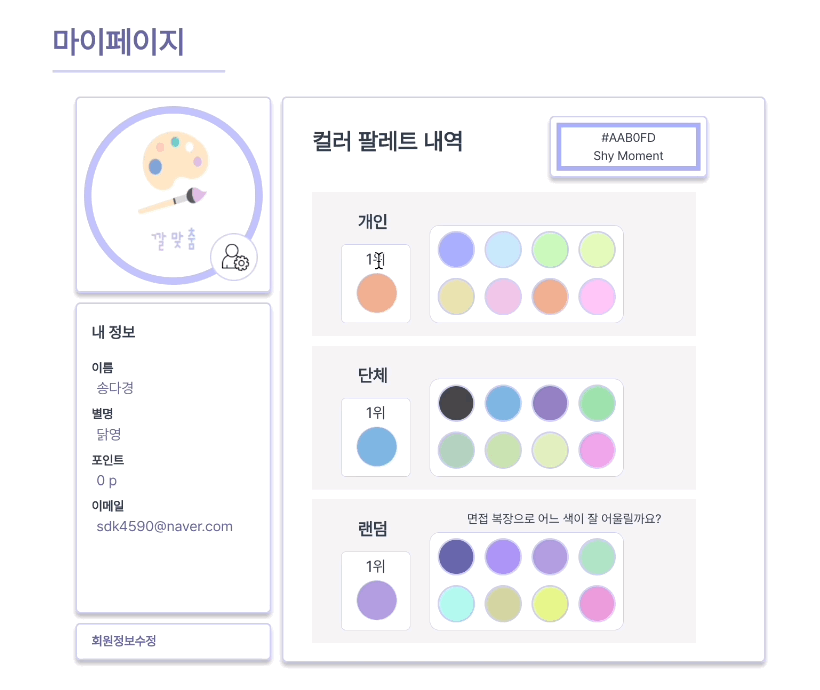 마이페이지
깔맞춤
내 정보
이름
송다경
별명
닭영
포인트
0 p
이메일
sdk4590@naver.com
회원정보수정
컬러 팔레트 내역
#AAB0FD
Shy Moment
개인
1위
단체
1위
면접 복장으로 어느 색이 잘 어울릴까요?
랜덤
1위